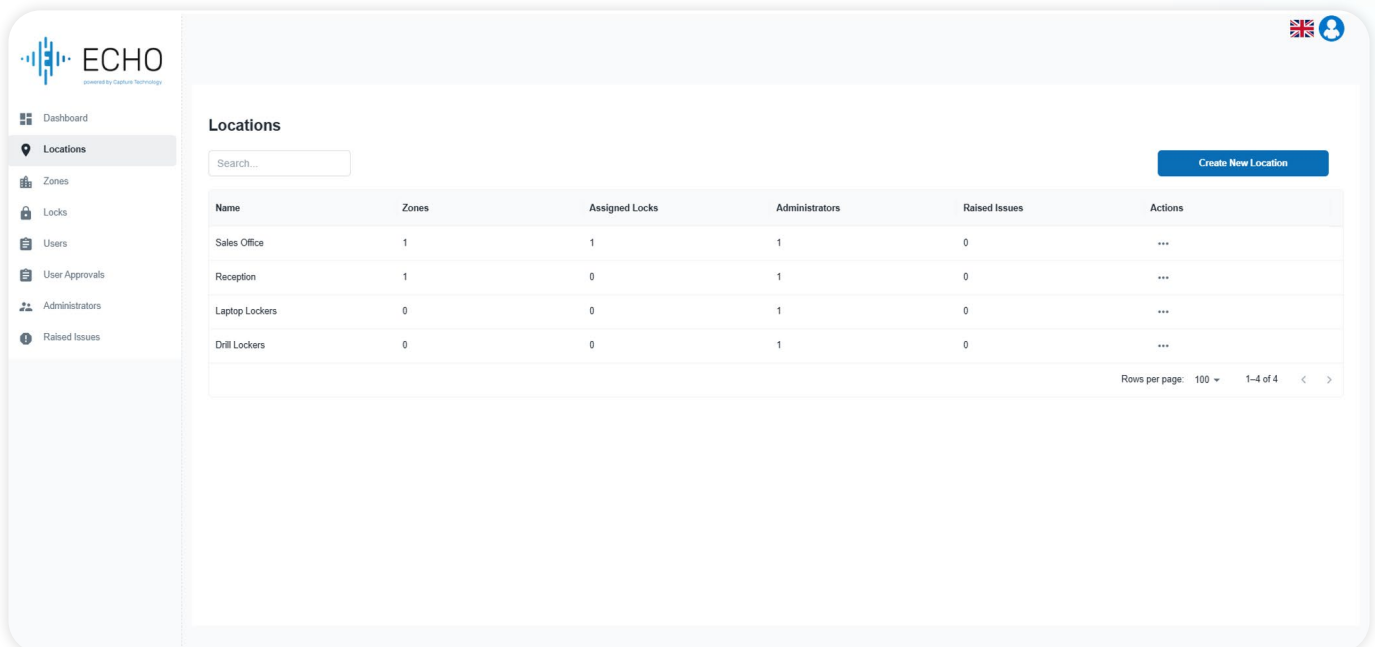 ECHO
powered by Capture Technology
Dashboard
Locations
Zones
Locks
Users
User Approvals
Administrators
Raised Issues
Locations
Search...
Create New Location
Name Zones Assigned Locks Administrators Raised Issues Actions
Sales Office 1 1 1 0
Reception 1 0 1 0
Laptop Lockers 0 0 1 0
Drill Lockers 0 0 1 0
Rows per page: 100 1–4 of 4